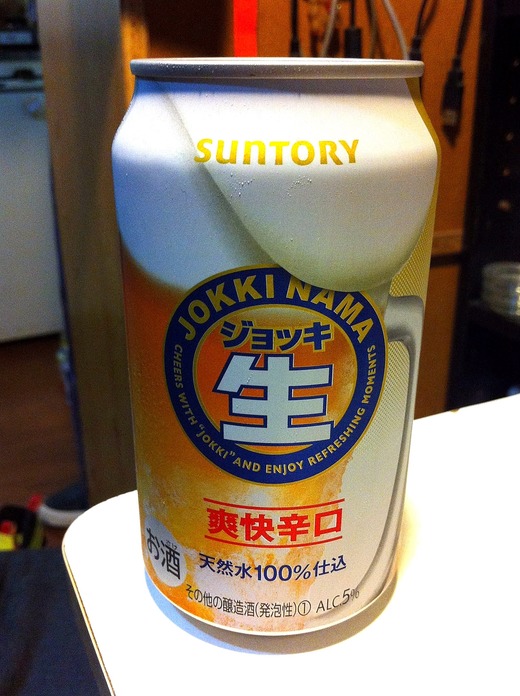 SUNTORY
JOKKI NAMA
ジョッキ
生
CHEERS WITH "JOKKI" AND ENJOY REFRESHING MOMENTS
爽快辛口
お酒
天然水100%仕込
その他の醸造酒(発泡性)① ALC.5%